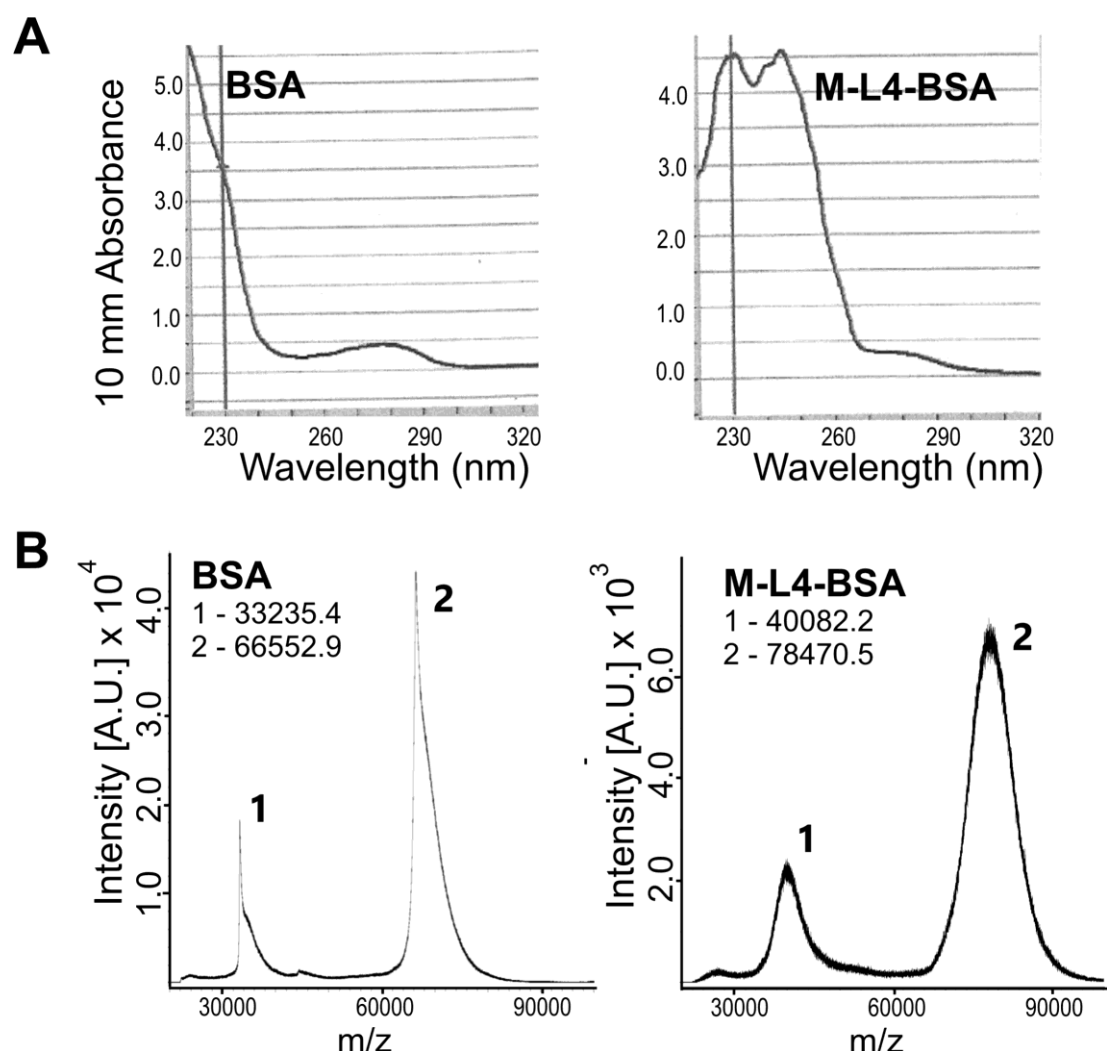 A
10 mm Absorbance
5.0
4.0
3.0
2.0
1.0
0.0
BSA
230
260
290
320
Wavelength (nm)
4.0
3.0
2.0
1.0
0.0
M-L4-BSA
230
260
290
320
Wavelength (nm)
B
Intensity [A.U.] x 10^4
4.0
3.0
2.0
1.0
BSA
1 - 33235.4
2 - 66552.9
1
2
30000
60000
90000
m/z
Intensity [A.U.] x 10^3
6.0
4.0
2.0
M-L4-BSA
1 - 40082.2
2 - 78470.5
1
2
30000
60000
90000
m/z